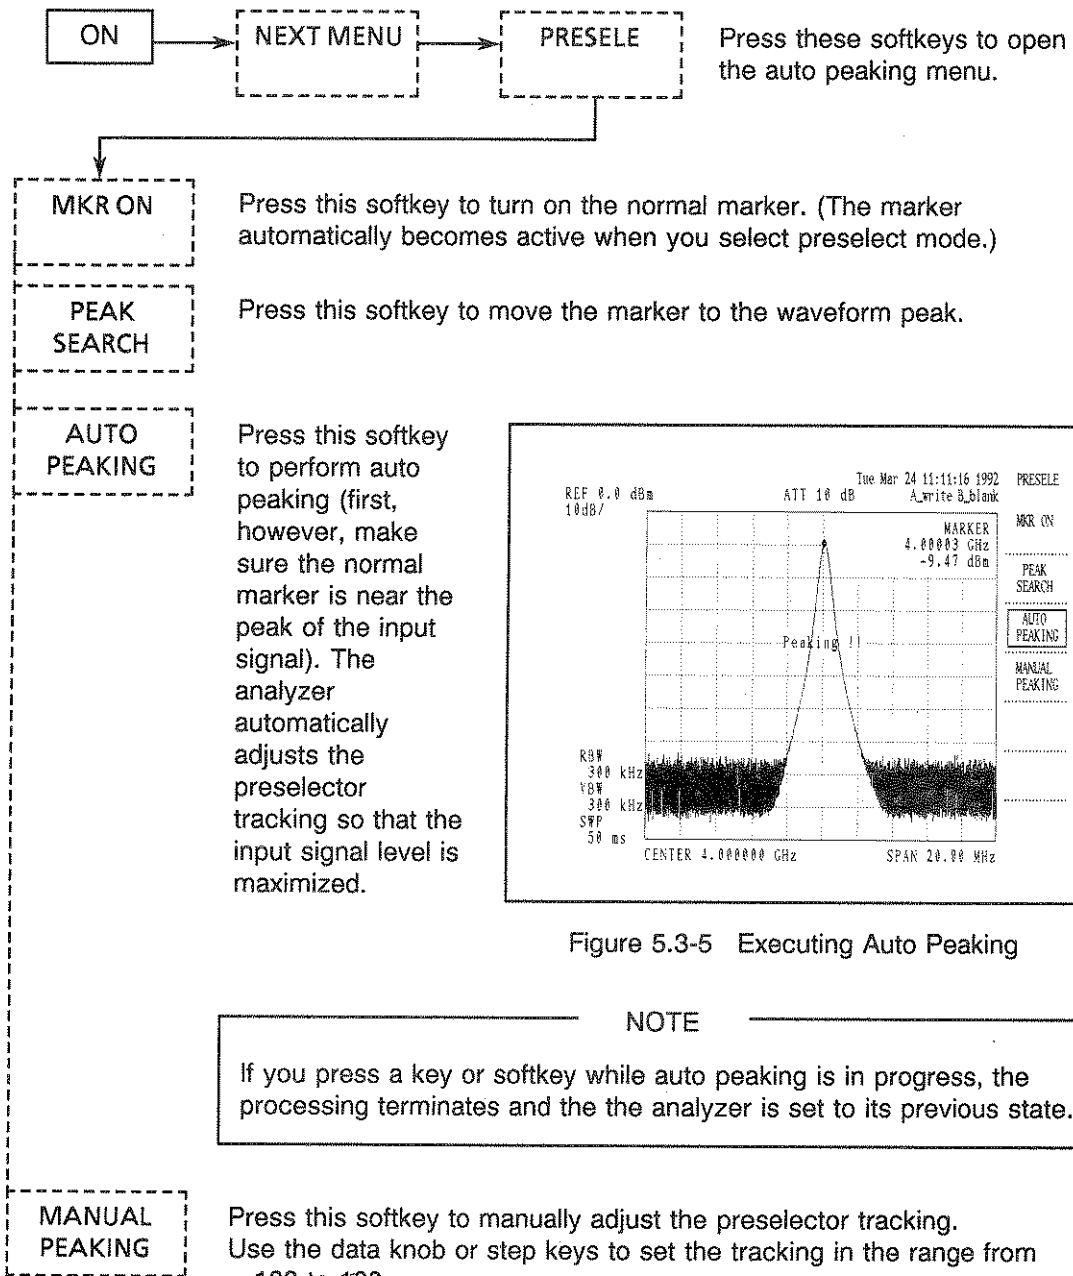 ON
NEXT MENU
PRESELE
Press these softkeys to open
the auto peaking menu.
MKR ON
Press this softkey to turn on the normal marker. (The marker
automatically becomes active when you select preselect mode.)
PEAK
SEARCH
Press this softkey to move the marker to the waveform peak.
AUTO
PEAKING
Press this softkey
to perform auto
peaking (first,
however, make
sure the normal
marker is near the
peak of the input
signal). The
analyzer
automatically
adjusts the
preselector
tracking so that the
input signal level is
maximized.
Tue Mar 24 11:11:16 1992
REF 0.0 dBm
ATT 10 dB
A_write B_blank
10dB/
MARKER
4.00003 GHz
-9.47 dBm
Peaking !!
RBW
300 kHz
VBW
300 kHz
SWP
50 ms
CENTER 4.000000 GHz
SPAN 20.00 MHz
PRESELE
MKR ON
PEAK
SEARCH
AUTO
PEAKING
MANUAL
PEAKING
Figure 5.3-5 Executing Auto Peaking
NOTE
If you press a key or softkey while auto peaking is in progress, the
processing terminates and the the analyzer is set to its previous state.
MANUAL
PEAKING
Press this softkey to manually adjust the preselector tracking.
Use the data knob or step keys to set the tracking in the range from